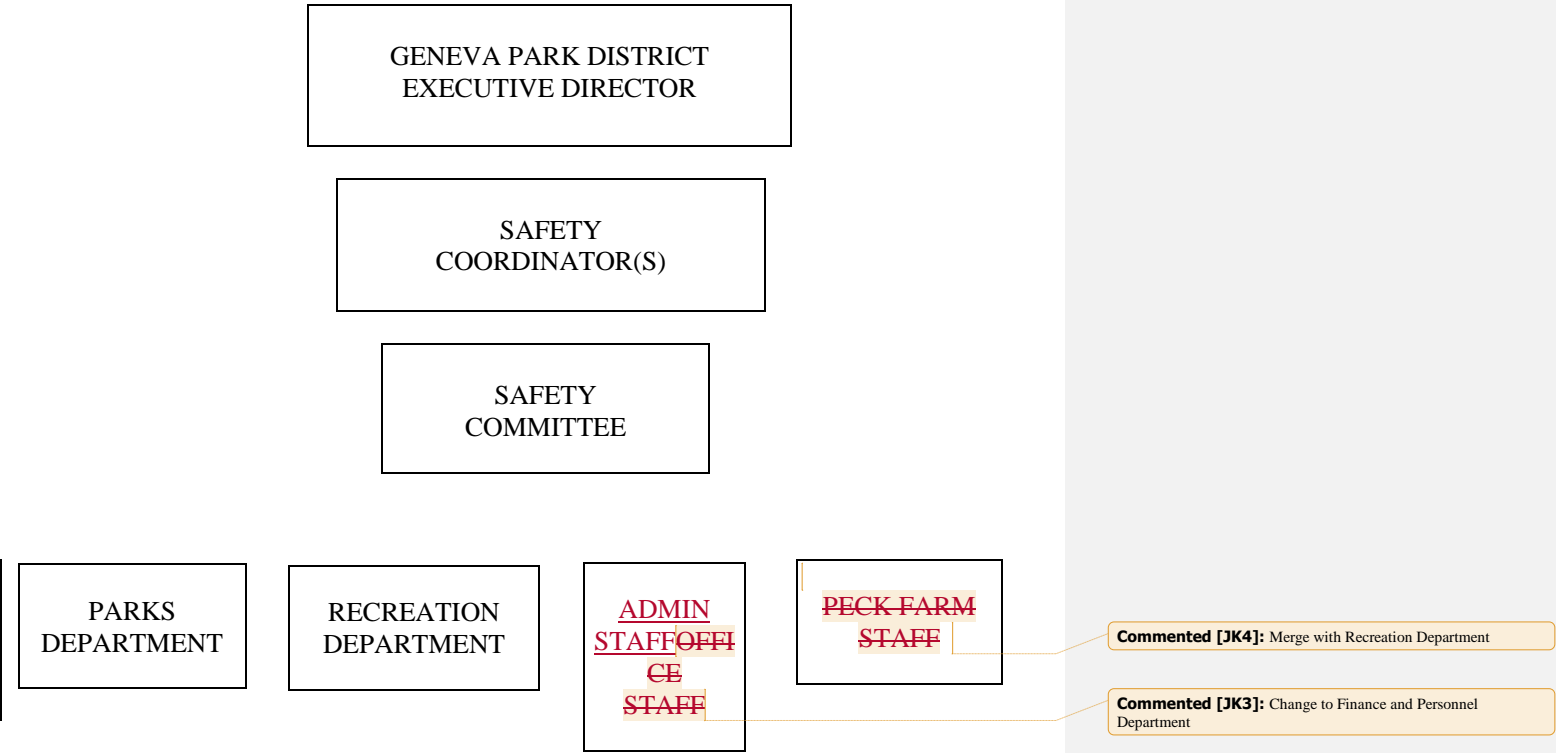 GENEVA PARK DISTRICT
EXECUTIVE DIRECTOR
SAFETY
COORDINATOR(S)
SAFETY
COMMITTEE
PARKS
DEPARTMENT
RECREATION
DEPARTMENT
ADMIN
STAFFOFFI
CE
STAFF
PECK FARM
STAFF
Commented [JK4]: Merge with Recreation Department
Commented [JK3]: Change to Finance and Personnel
Department